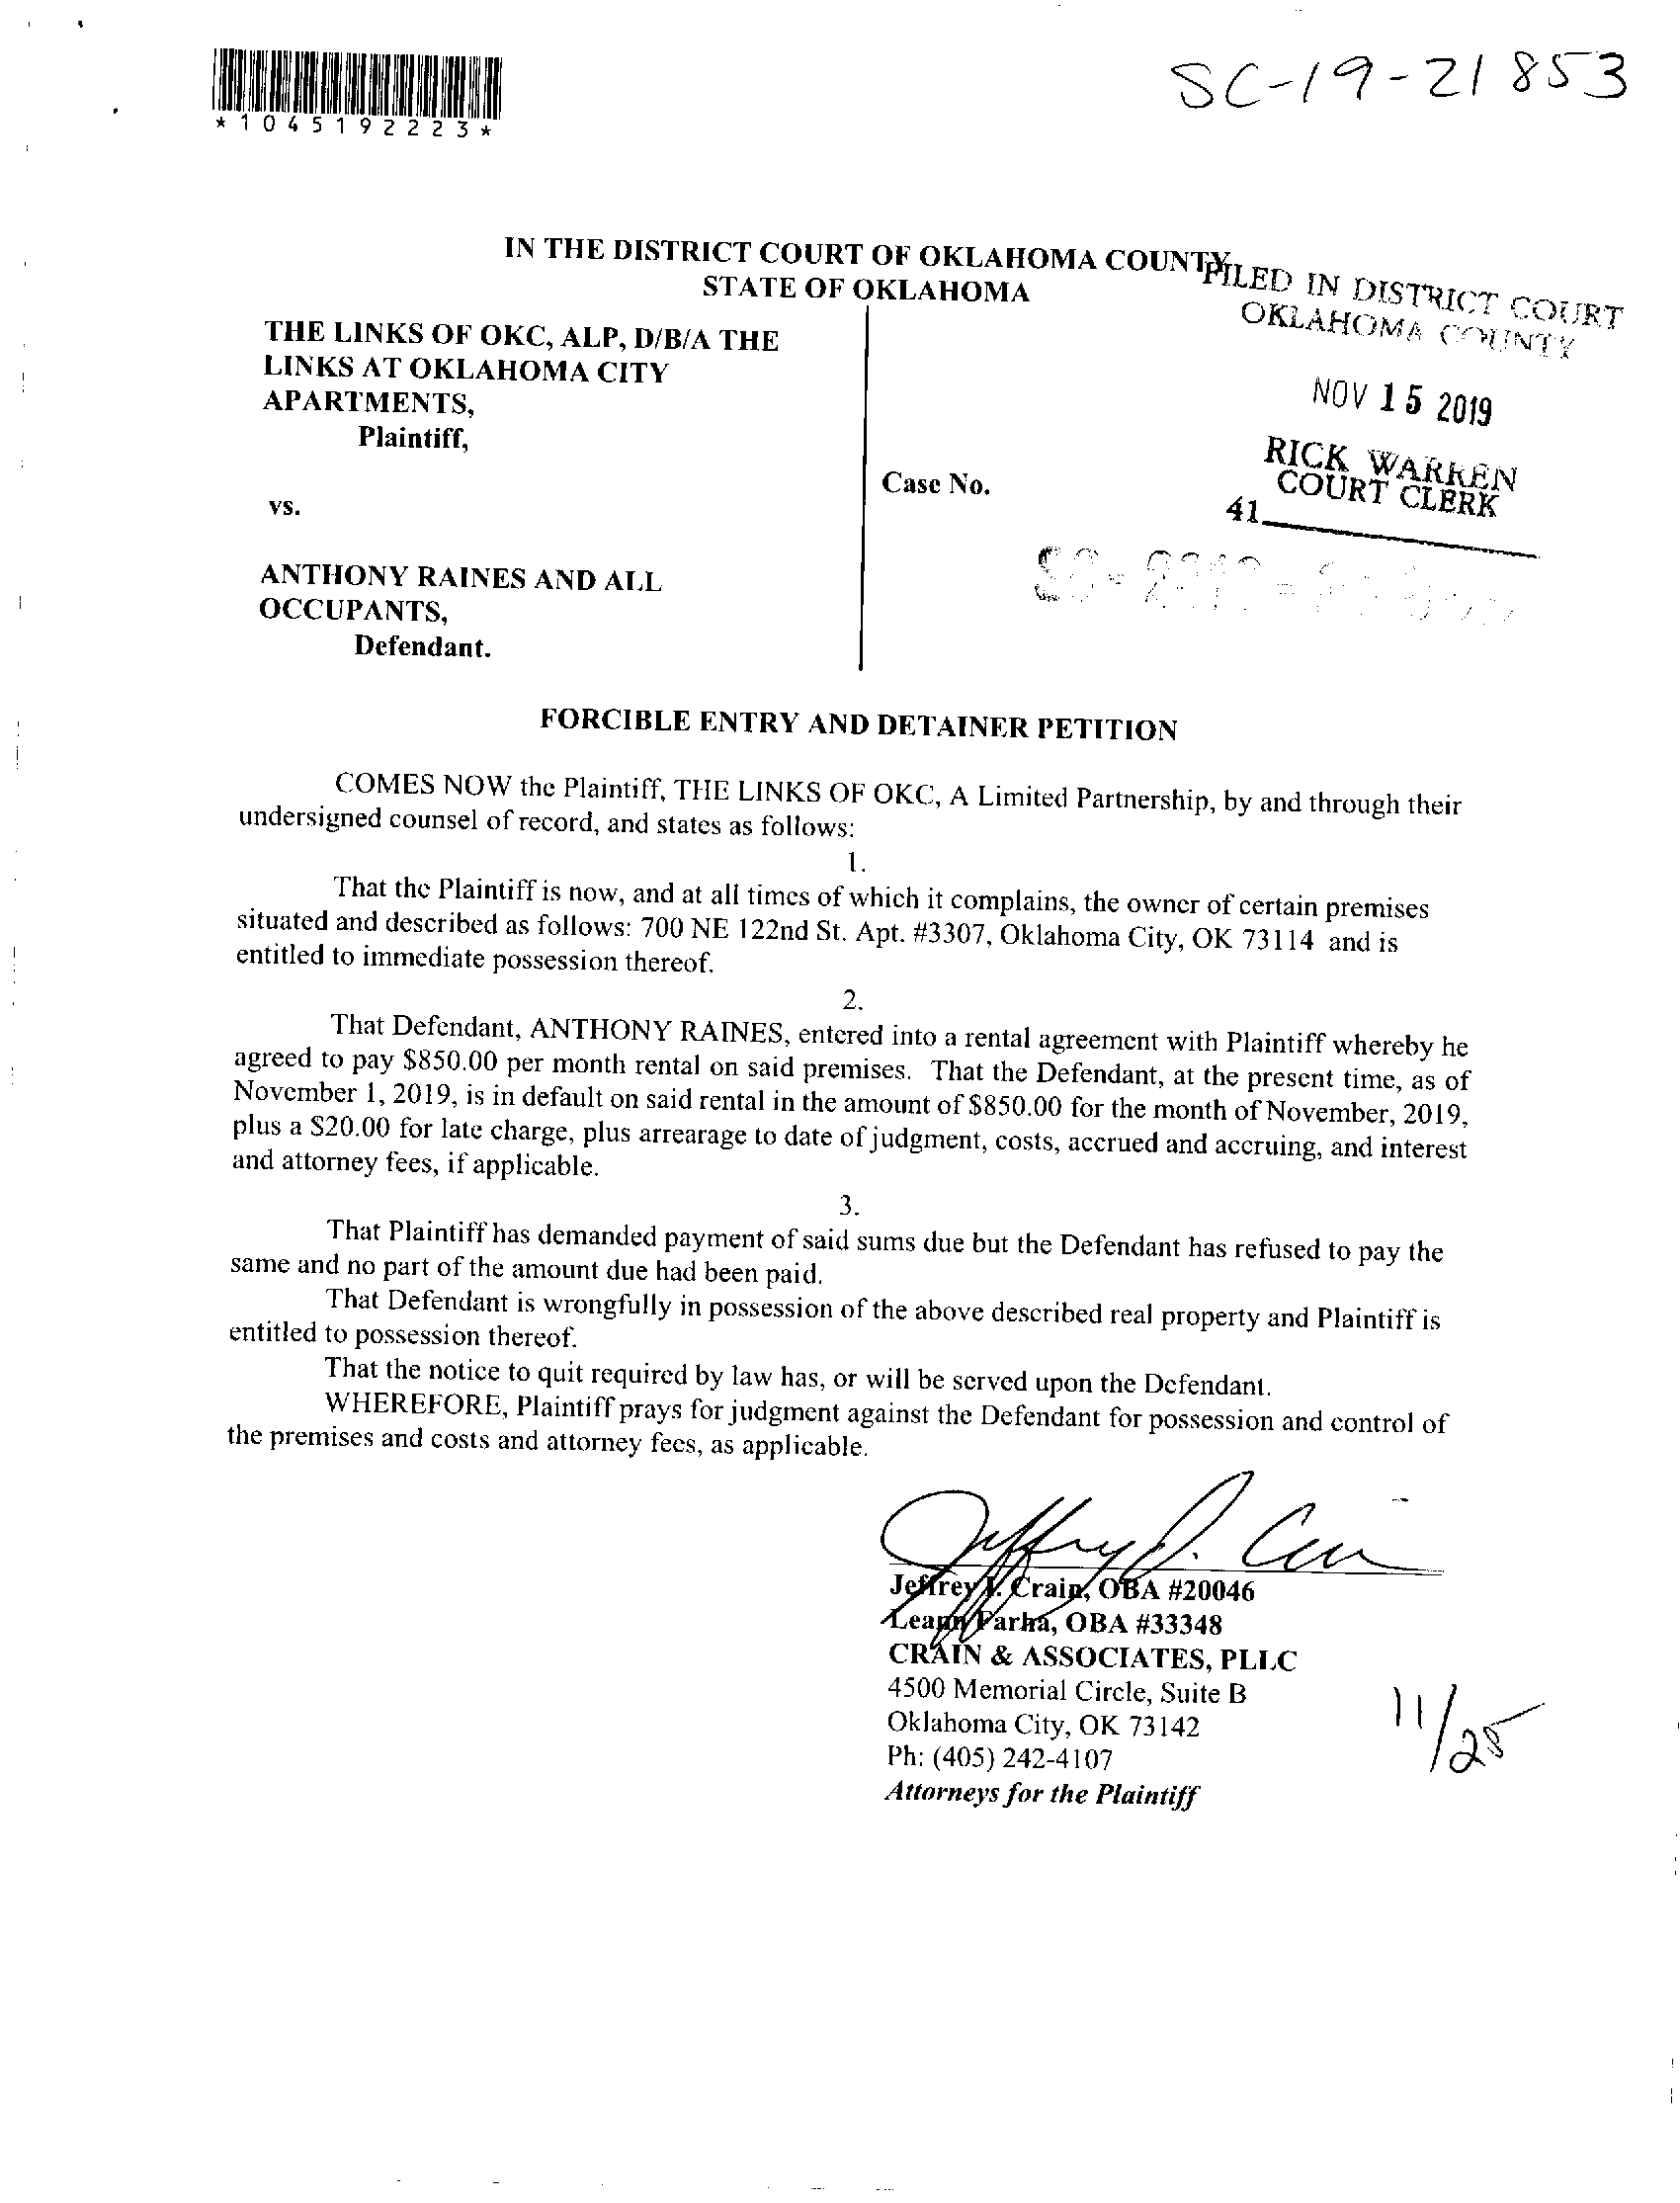 *1045192223*
SC-19-21853
IN THE DISTRICT COURT OF OKLAHOMA COUNTY
STATE OF OKLAHOMA
FILED IN DISTRICT COURT
OKLAHOMA COUNTY
NOV 15 2019
RICK WARREN
COURT CLERK
41
THE LINKS OF OKC, ALP, D/B/A THE
LINKS AT OKLAHOMA CITY
APARTMENTS,
Plaintiff,
vs.
Case No.
ANTHONY RAINES AND ALL
OCCUPANTS,
Defendant.
FORCIBLE ENTRY AND DETAINER PETITION
COMES NOW the Plaintiff, THE LINKS OF OKC, A Limited Partnership, by and through their
undersigned counsel of record, and states as follows:
1.
That the Plaintiff is now, and at all times of which it complains, the owner of certain premises
situated and described as follows: 700 NE 122nd St. Apt. #3307, Oklahoma City, OK 73114 and is
entitled to immediate possession thereof.
2.
That Defendant, ANTHONY RAINES, entered into a rental agreement with Plaintiff whereby he
agreed to pay $850.00 per month rental on said premises. That the Defendant, at the present time, as of
November 1, 2019, is in default on said rental in the amount of $850.00 for the month of November, 2019,
plus a $20.00 for late charge, plus arrearage to date of judgment, costs, accrued and accruing, and interest
and attorney fees, if applicable.
3.
That Plaintiff has demanded payment of said sums due but the Defendant has refused to pay the
same and no part of the amount due had been paid.
That Defendant is wrongfully in possession of the above described real property and Plaintiff is
entitled to possession thereof.
That the notice to quit required by law has, or will be served upon the Defendant.
WHEREFORE, Plaintiff prays for judgment against the Defendant for possession and control of
the premises and costs and attorney fees, as applicable.
Jeffrey J. Crain, OBA #20046
Leann Farha, OBA #33348
CRAIN & ASSOCIATES, PLLC
4500 Memorial Circle, Suite B
Oklahoma City, OK 73142
Ph: (405) 242-4107
Attorneys for the Plaintiff
11/25